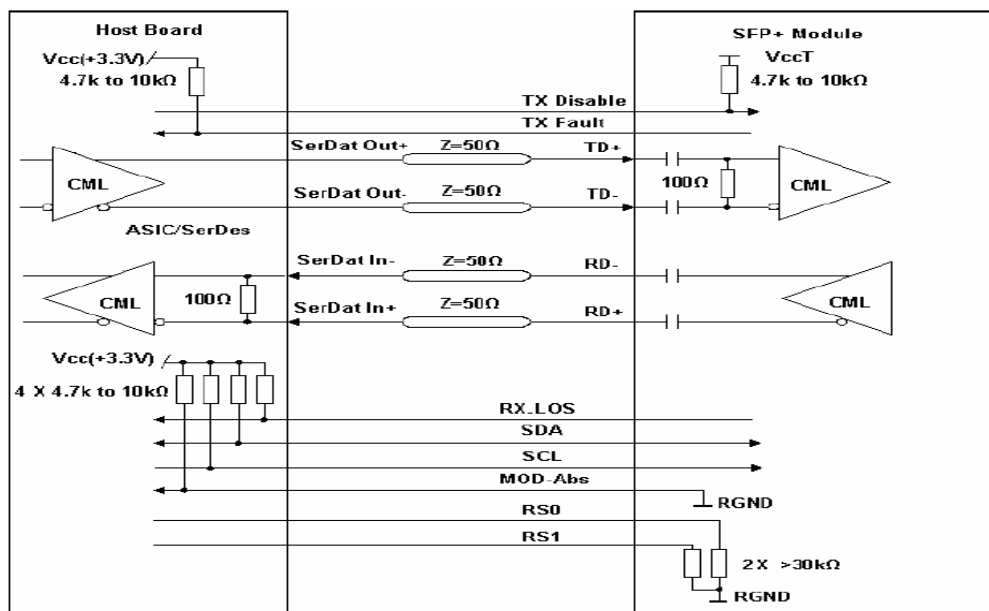 Host Board
SFP+ Module
Vcc(+3.3V)
4.7k to 10kΩ
VccT
4.7k to 10kΩ
TX Disable
TX Fault
SerDat Out+
Z=50Ω
TD+
CML
100Ω
CML
SerDat Out-
Z=50Ω
TD-
ASIC/SerDes
SerDat In-
Z=50Ω
RD-
CML
100Ω
CML
SerDat In+
Z=50Ω
RD+
Vcc(+3.3V)
4 X 4.7k to 10kΩ
RX_LOS
SDA
SCL
MOD-Abs
RGND
RS0
RS1
2 X >30kΩ
RGND